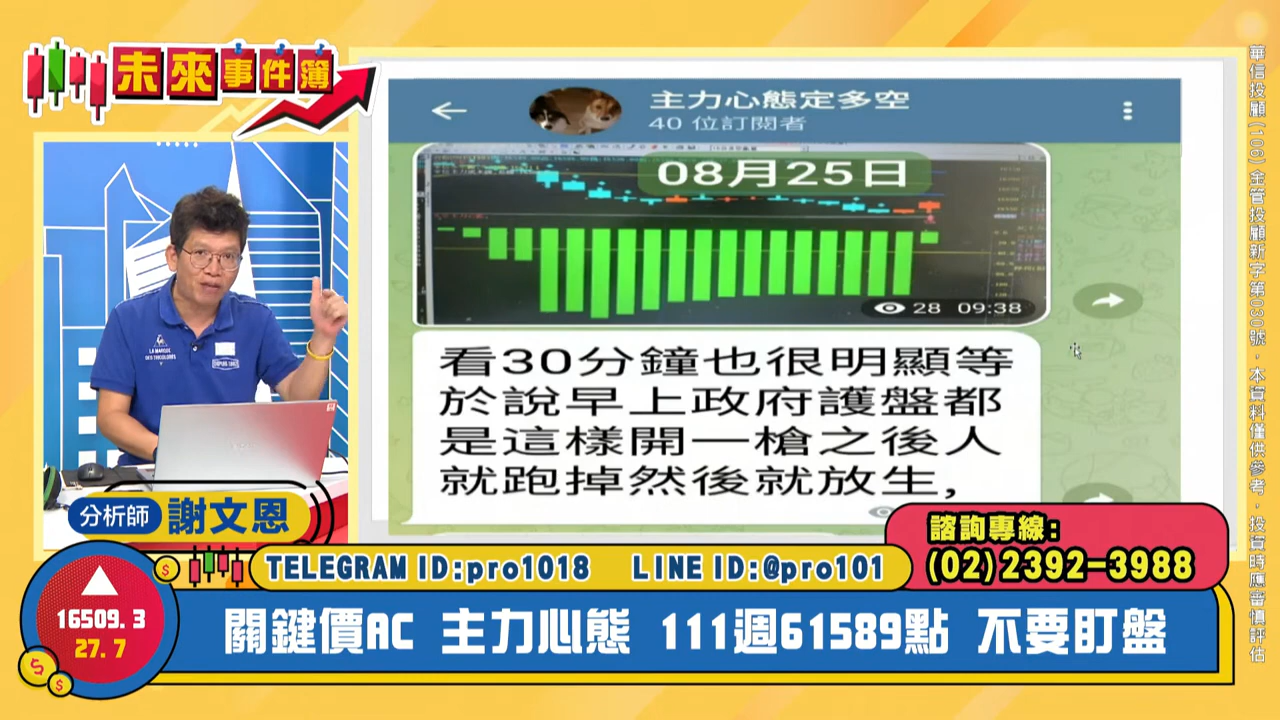 未來事件簿
主力心態定多空
40 位訂閱者
08月25日
28 09:38
看30分鐘也很明顯等
於說早上政府護盤都
是這樣開一槍之後人
就跑掉然後就放生,
LA MARQUE
DES TRICOLORES
分析師 謝文恩
諮詢專線:
(02)2392-3988
TELEGRAM ID:pro1018 LINE ID:@pro101
16509.3
27.7
關鍵價AC 主力心態 111週61589點 不要盯盤
華信投顧(106)金管投顧新字第030號,本資料僅供參考,投資時應審慎評估